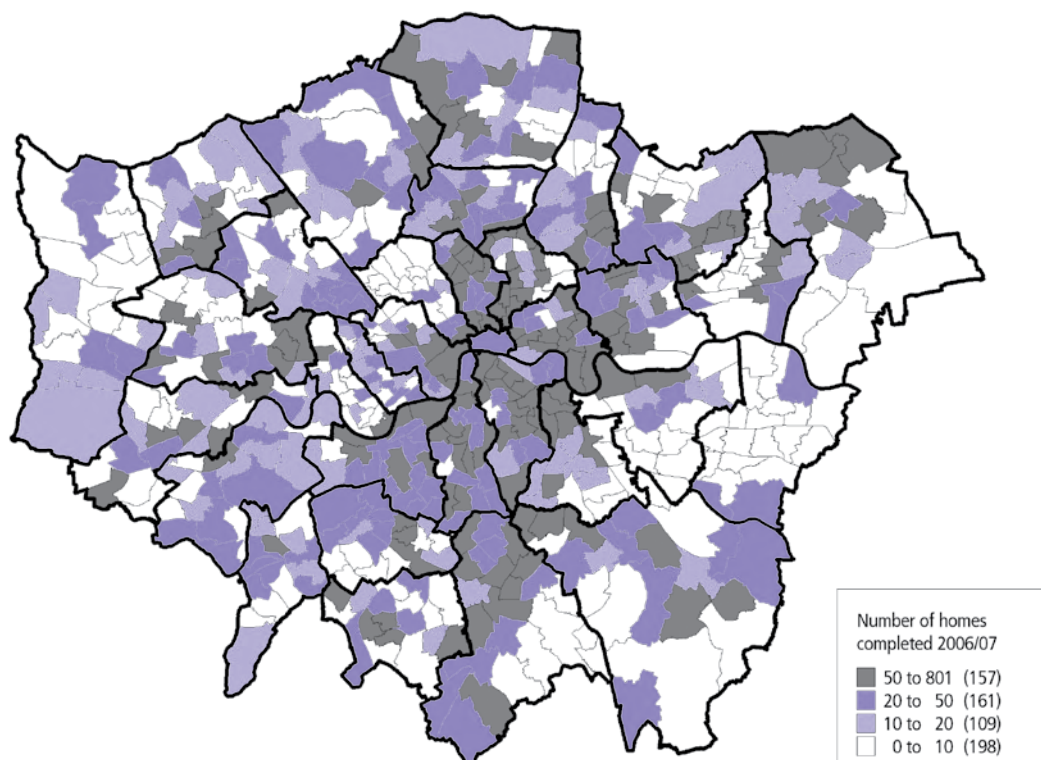 Number of homes
completed 2006/07
50 to 801 (157)
20 to 50 (161)
10 to 20 (109)
0 to 10 (198)